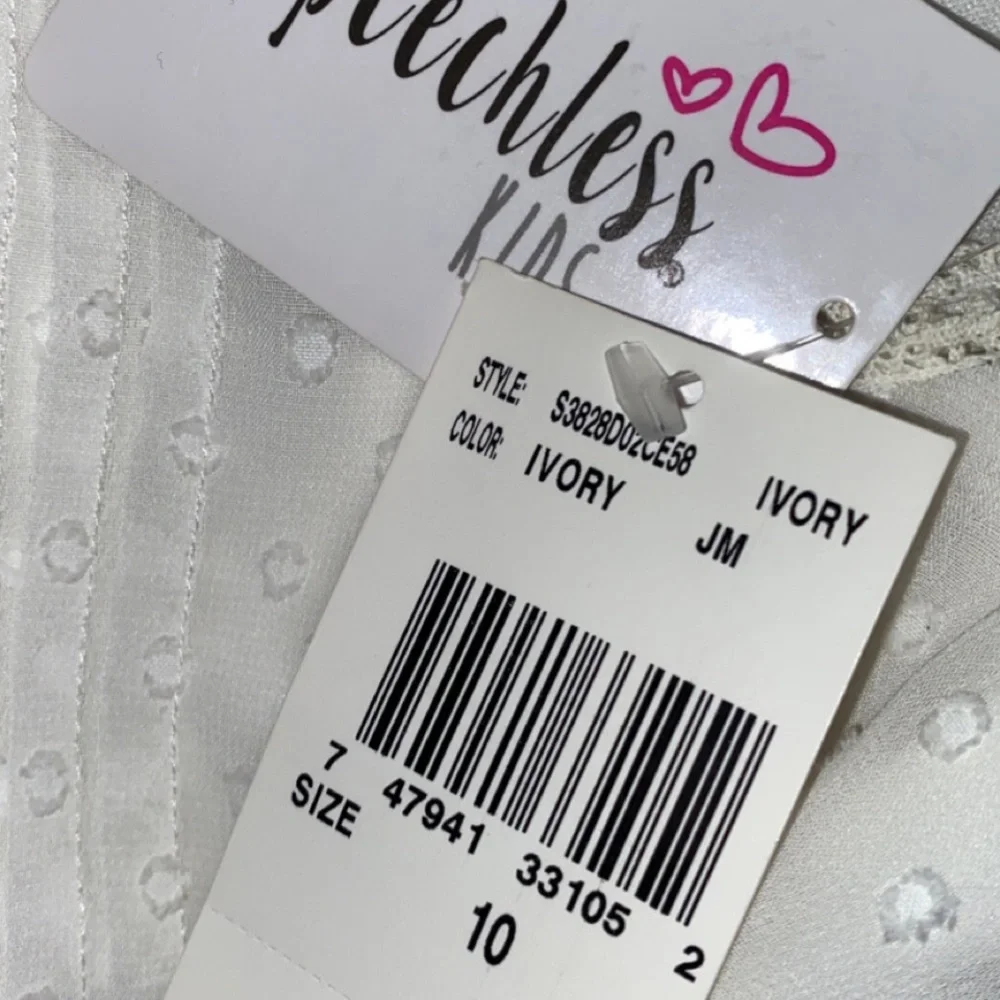 peechless
KIDS
STYLE: S3828D02CE58
COLOR: IVORY IVORY
JM
7 47941 33105 2
SIZE 10